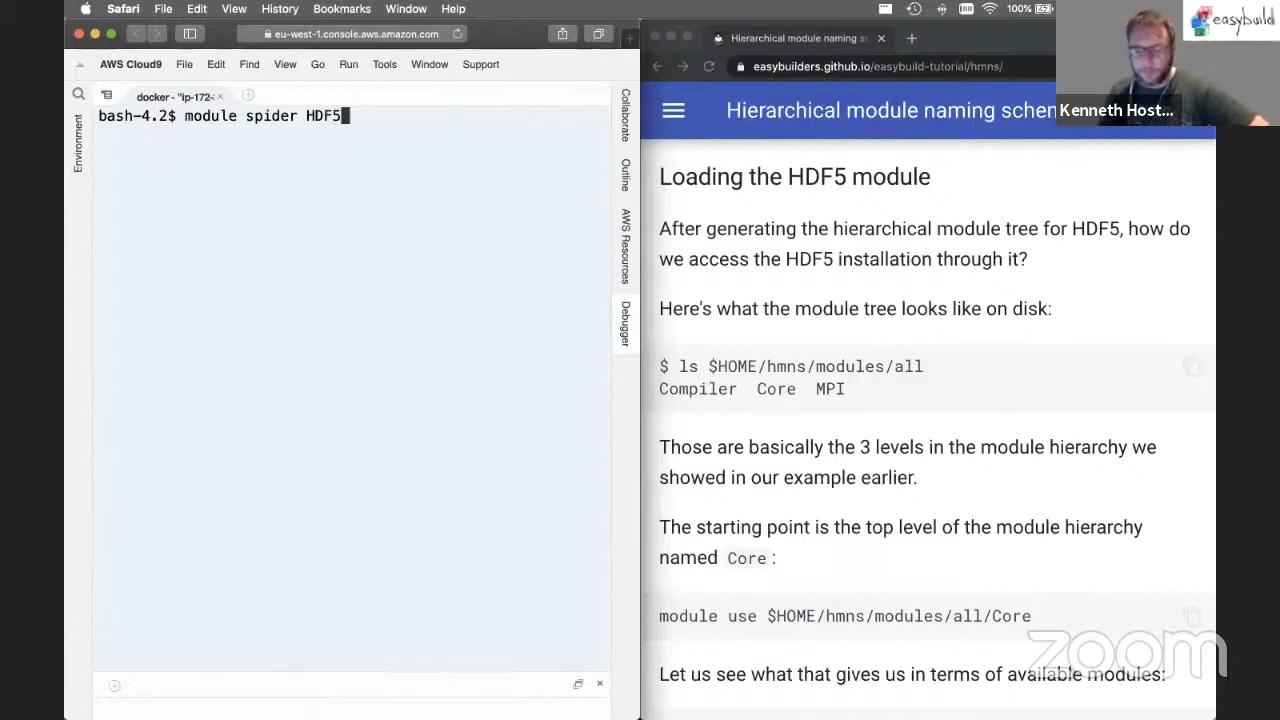 Safari File Edit View History Bookmarks Window Help
100%
eu-west-1.console.aws.amazon.com
AWS Cloud9 File Edit Find View Go Run Tools Window Support
docker - "ip-172-
bash-4.2$ module spider HDF5
Environment
Collaborate
Outline
AWS Resources
Debugger
Hierarchical module naming s
easybuilders.github.io/easybuild-tutorial/hmns/
Hierarchical module naming schem
Kenneth Host...
easybuild
Loading the HDF5 module
After generating the hierarchical module tree for HDF5, how do
we access the HDF5 installation through it?
Here's what the module tree looks like on disk:
$ ls $HOME/hmns/modules/all
Compiler Core MPI
Those are basically the 3 levels in the module hierarchy we
showed in our example earlier.
The starting point is the top level of the module hierarchy
named Core :
module use $HOME/hmns/modules/all/Core
Let us see what that gives us in terms of available modules:
zoom